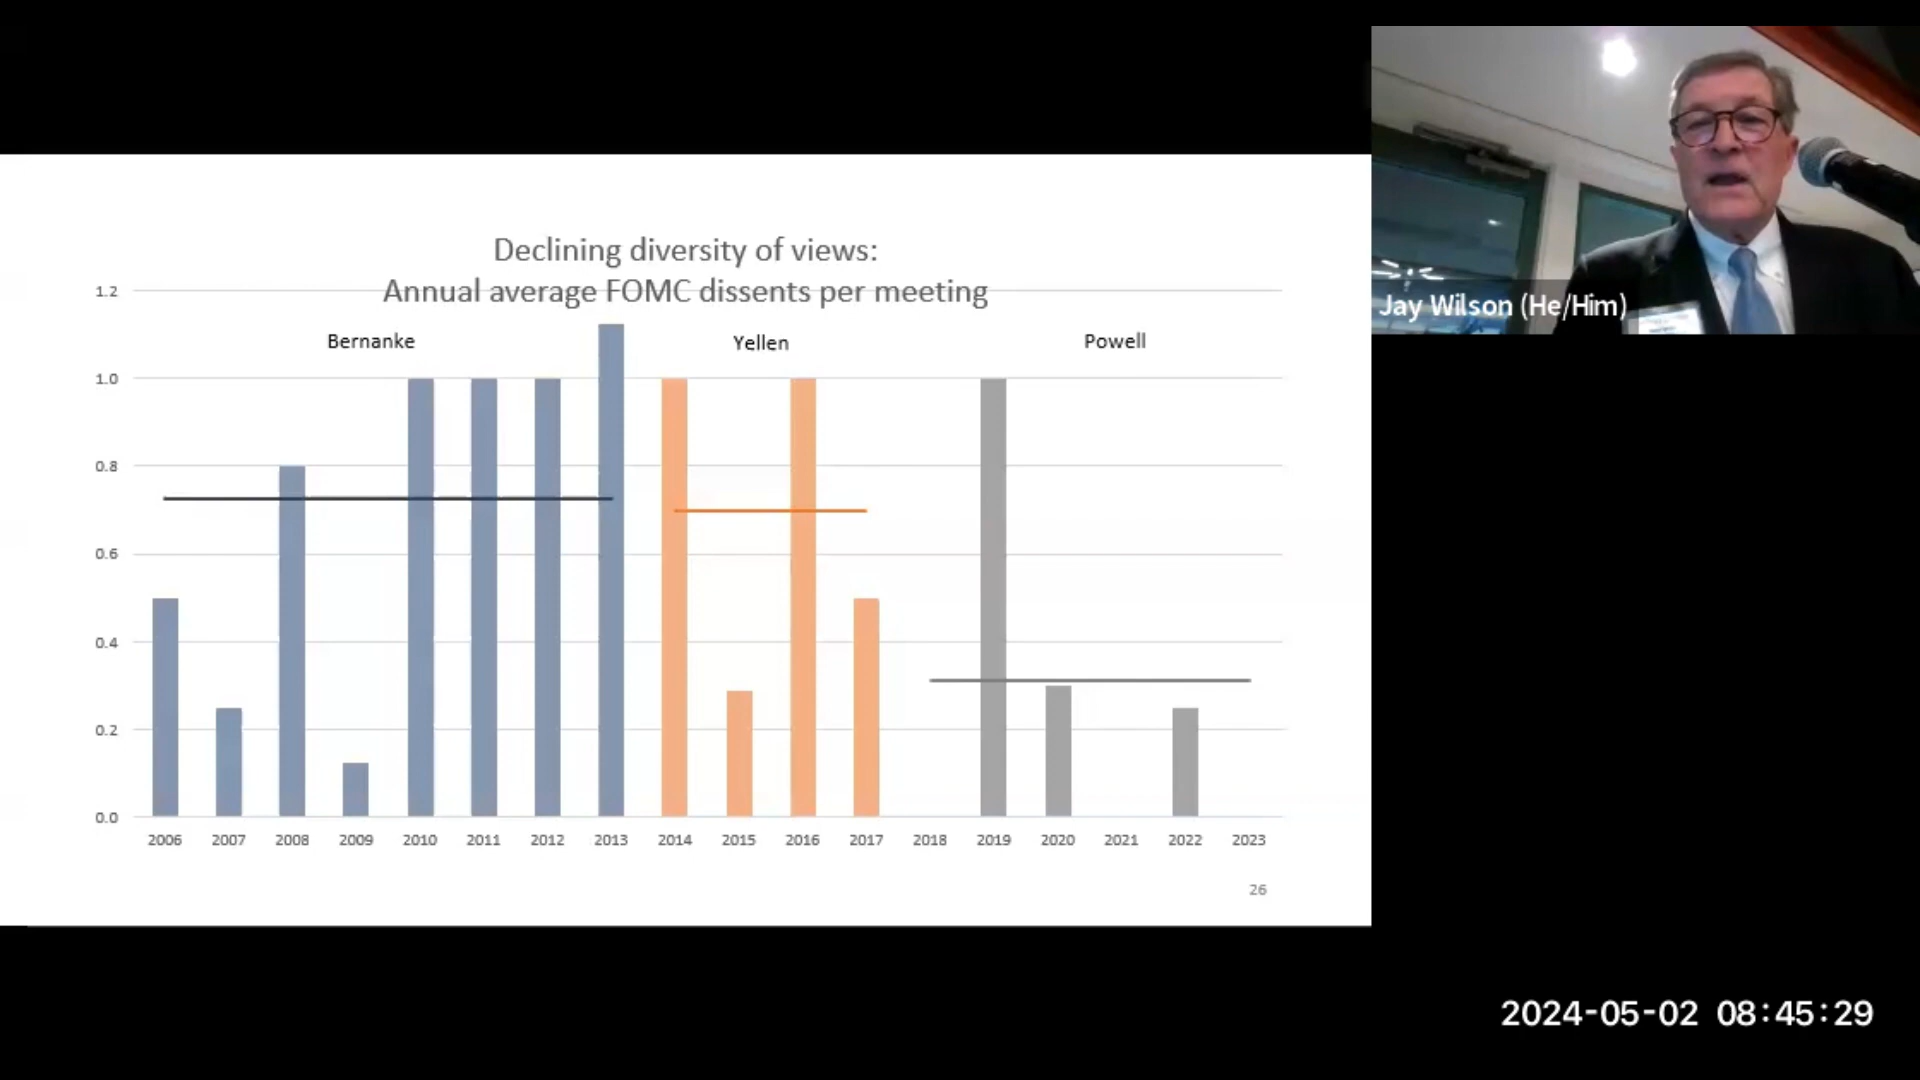 Declining diversity of views:
Annual average FOMC dissents per meeting
1.2
Bernanke
Yellen
Powell
1.0
0.8
0.6
0.4
0.2
0.0
2006 2007 2008 2009 2010 2011 2012 2013 2014 2015 2016 2017 2018 2019 2020 2021 2022 2023
26
Jay Wilson (He/Him)
2024-05-02 08:45:29